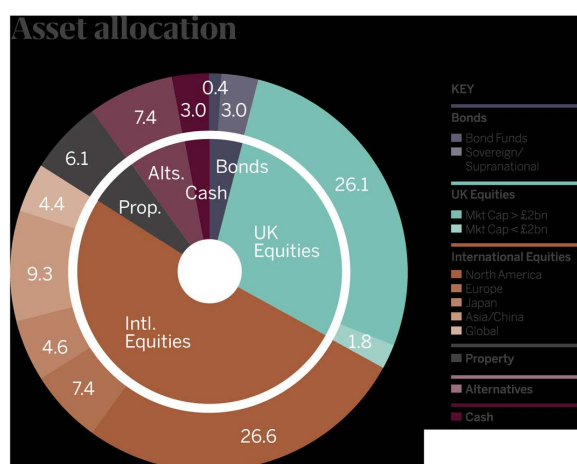 Asset allocation
0.4
7.4
3.0
3.0
6.1
26.1
4.4
9.3
4.6
7.4
26.6
1.8
Alts.
Cash
Bonds
Prop.
UK
Equities
Intl.
Equities
KEY
Bonds
Bond Funds
Sovereign/
Supranational
UK Equities
Mkt Cap > £2bn
Mkt Cap < £2bn
International Equities
North America
Europe
Japan
Asia/China
Global
Property
Alternatives
Cash